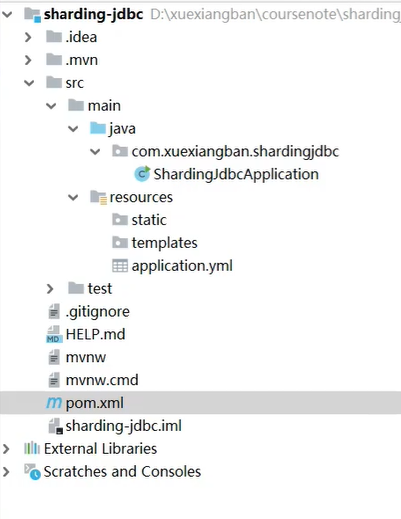 sharding-jdbc D:\xuexiangban\coursenote\sharding
.idea
.mvn
src
main
java
com.xuexiangban.shardingjdbc
ShardingJdbcApplication
resources
static
templates
application.yml
test
.gitignore
HELP.md
mvnw
mvnw.cmd
pom.xml
sharding-jdbc.iml
External Libraries
Scratches and Consoles